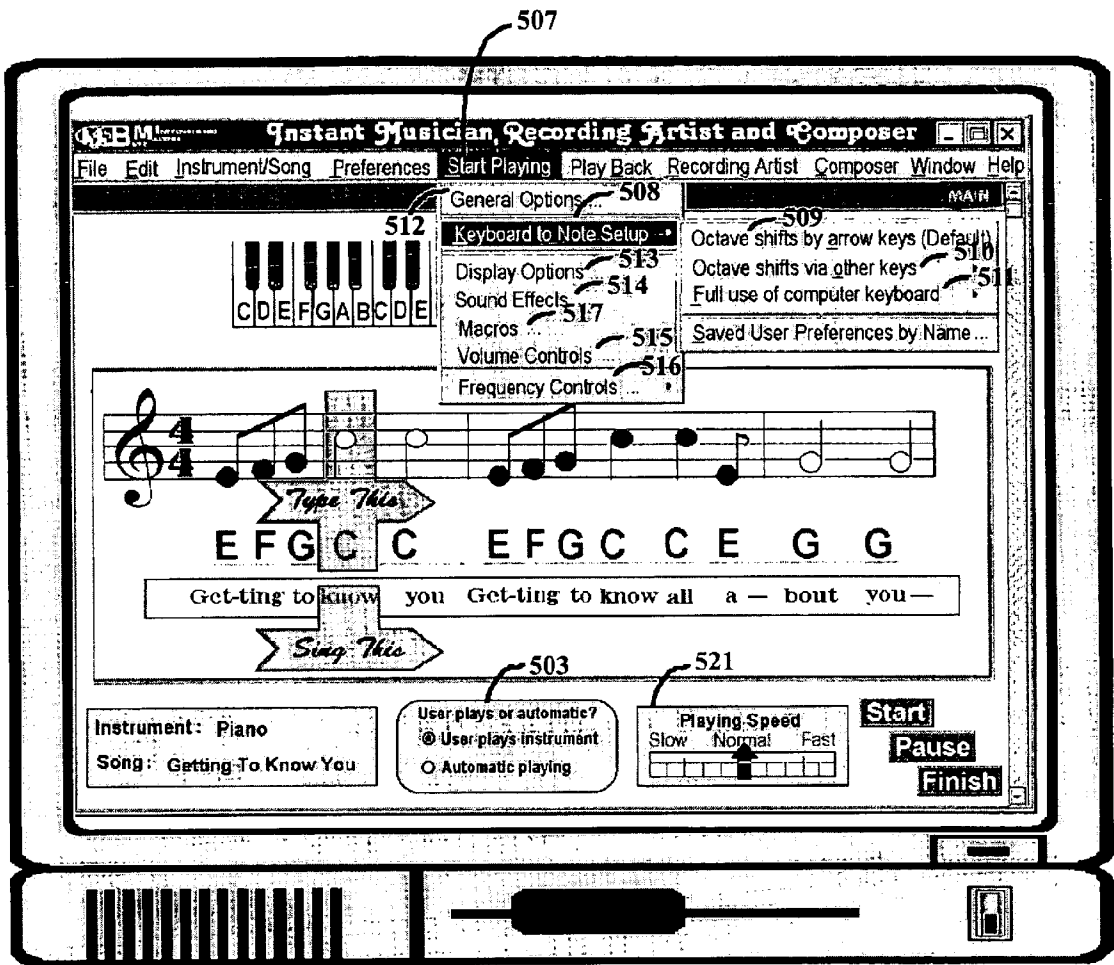 507
Instant Musician, Recording Artist and Composer
File Edit Instrument/Song Preferences Start Playing Play Back Recording Artist Composer Window Help
MAIN
512
General Options ...
508
Keyboard to Note Setup
509
Octave shifts by arrow keys (Default)
Octave shifts via other keys
510
Full use of computer keyboard
511
Saved User Preferences by Name ...
Display Options ...
513
Sound Effects
514
Macros ...
517
Volume Controls ...
515
Frequency Controls ...
516
C D E F G A B C D E
4
4
Type This
E F G C C E F G C C E G G
Get-ting to know you Get-ting to know all a — bout you —
Sing This
503
521
Instrument: Piano
Song: Getting To Know You
User plays or automatic?
User plays instrument
Automatic playing
Playing Speed
Slow Normal Fast
Start
Pause
Finish